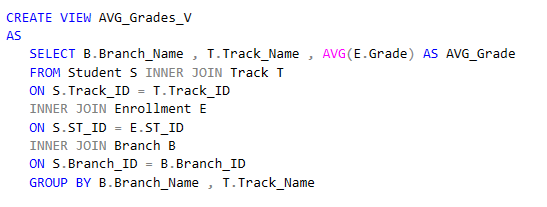 CREATE VIEW AVG_Grades_V
AS
SELECT B.Branch_Name , T.Track_Name , AVG(E.Grade) AS AVG_Grade
FROM Student S INNER JOIN Track T
ON S.Track_ID = T.Track_ID
INNER JOIN Enrollment E
ON S.ST_ID = E.ST_ID
INNER JOIN Branch B
ON S.Branch_ID = B.Branch_ID
GROUP BY B.Branch_Name , T.Track_Name